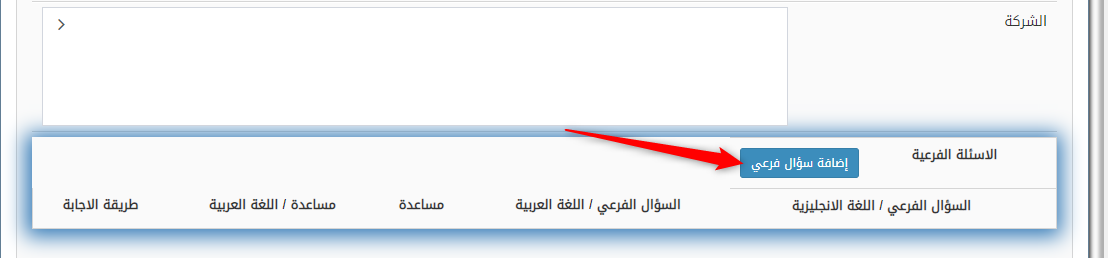 الشركة
الاسئلة الفرعية إضافة سؤال فرعي
السؤال الفرعي / اللغة الانجليزية السؤال الفرعي / اللغة العربية مساعدة مساعدة / اللغة العربية طريقة الاجابة